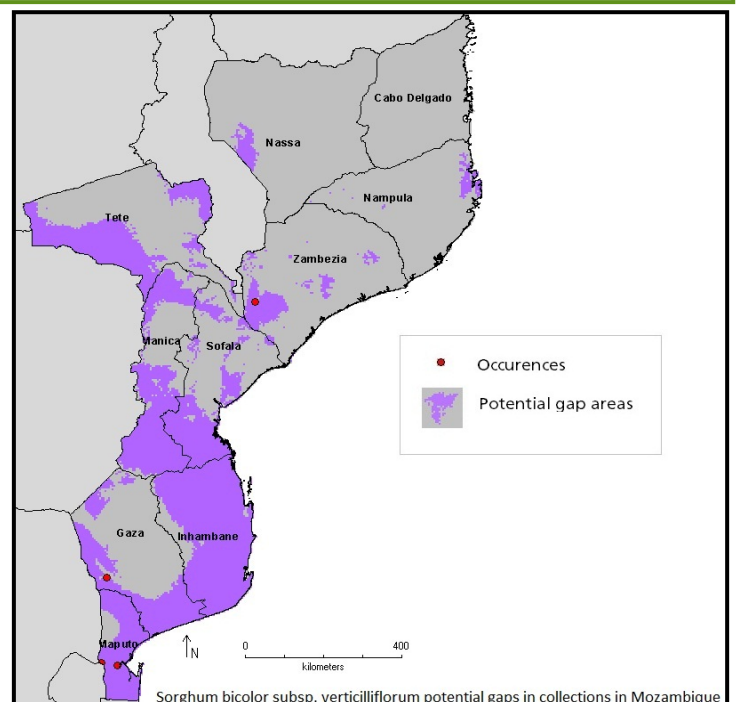 Cabo Delgado
Nassa
Nampula
Tete
Zambezia
Manica
Sofala
Occurences
Potential gap areas
Gaza
Inhambane
Maputo
N
0 400
kilometers
Sorghum bicolor subsp. verticilliflorum potential gaps in collections in Mozambique